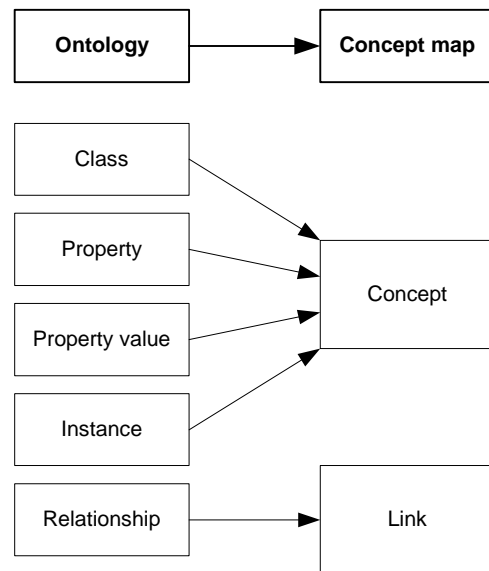 Ontology
Concept map
Class
Property
Property value
Instance
Relationship
Concept
Link